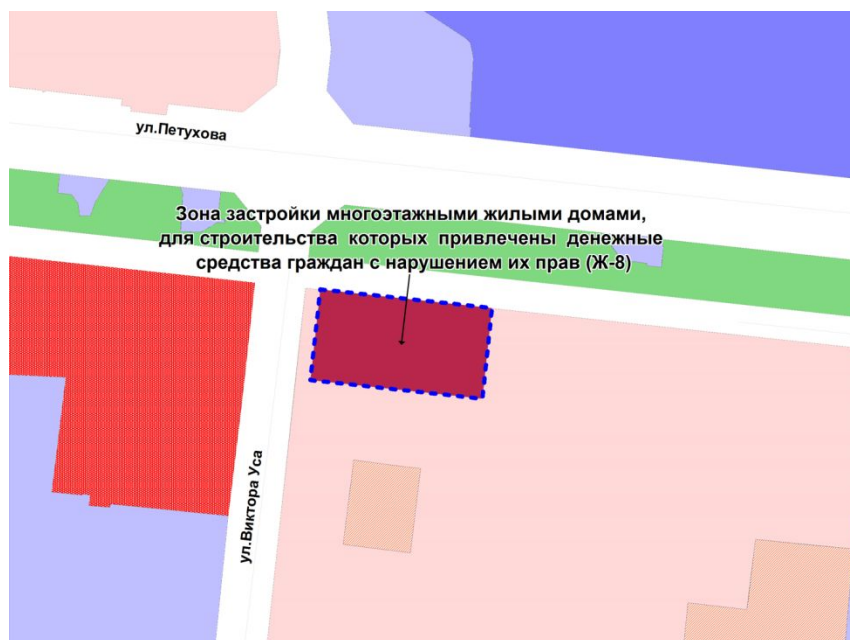 ул.Петухова
Зона застройки многоэтажными жилыми домами,
для строительства которых привлечены денежные
средства граждан с нарушением их прав (Ж-8)
ул.Виктора Уса